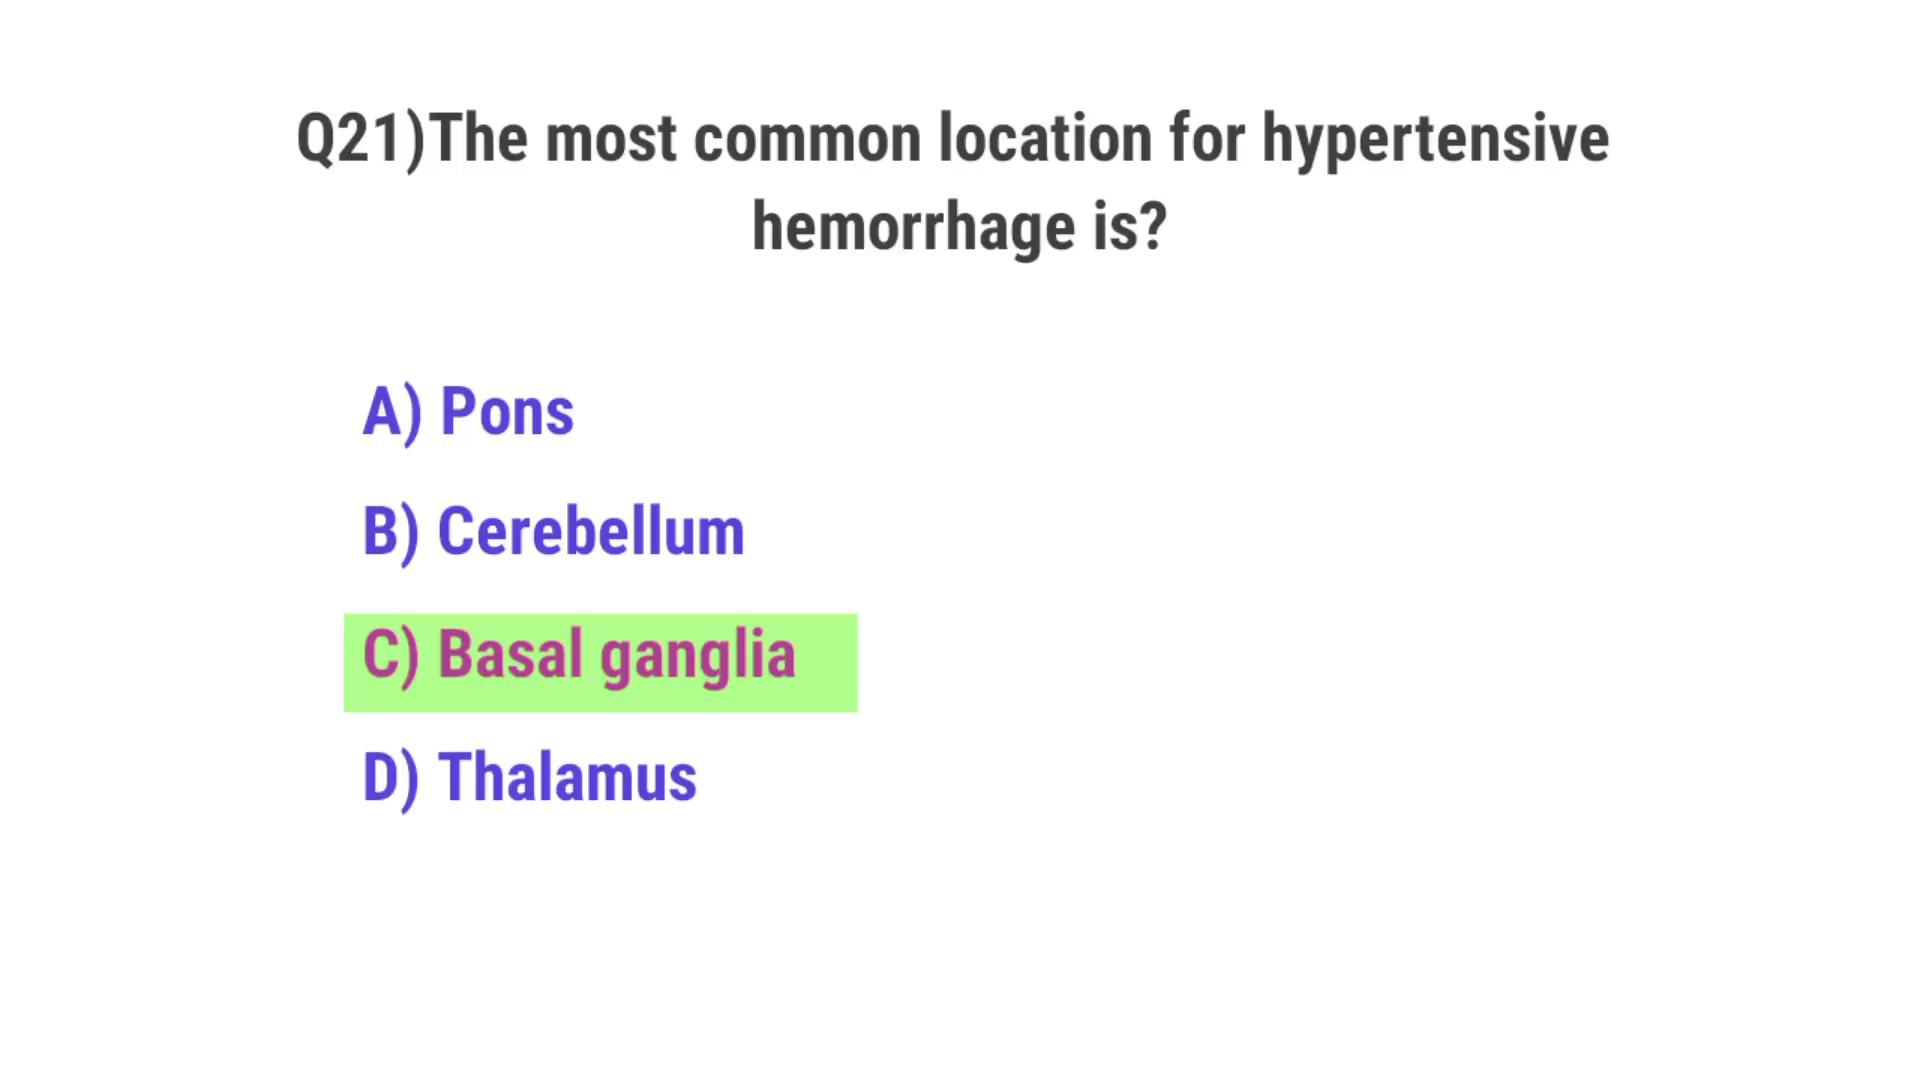 Q21)The most common location for hypertensive
hemorrhage is?
A) Pons
B) Cerebellum
C) Basal ganglia
D) Thalamus